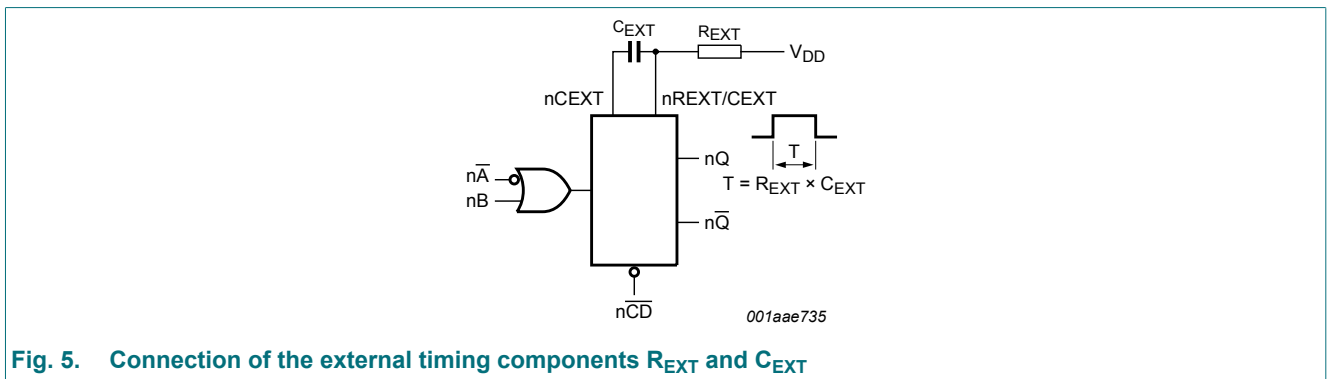 CEXT
REXT
VDD
nCEXT
nREXT/CEXT
nA̅
nB
nQ
T
T = REXT × CEXT
nQ̅
nC̅D̅
001aae735
Fig. 5. Connection of the external timing components REXT and CEXT